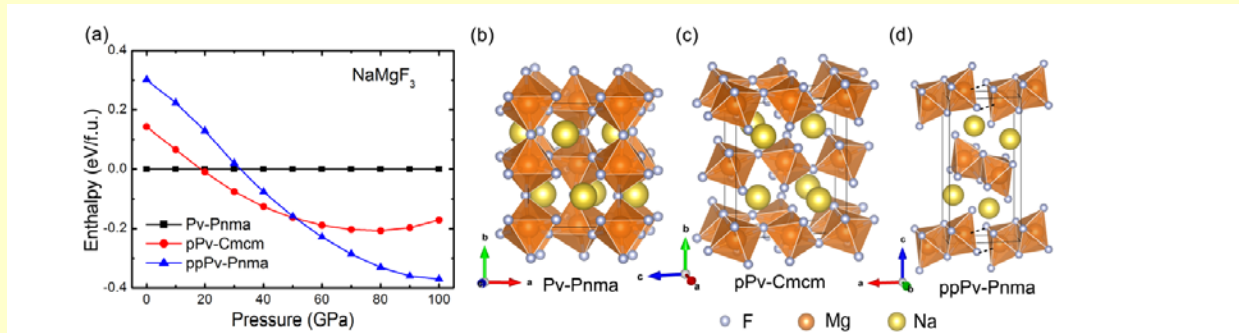 (a)
0.4
0.2
0.0
-0.2
-0.4
Enthalpy (eV/f.u.)
NaMgF3
Pv-Pnma
pPv-Cmcm
ppPv-Pnma
0 20 40 60 80 100
Pressure (GPa)
(b)
b
a
Pv-Pnma
(c)
b
c
a
pPv-Cmcm
(d)
c
a
b
ppPv-Pnma
F Mg Na